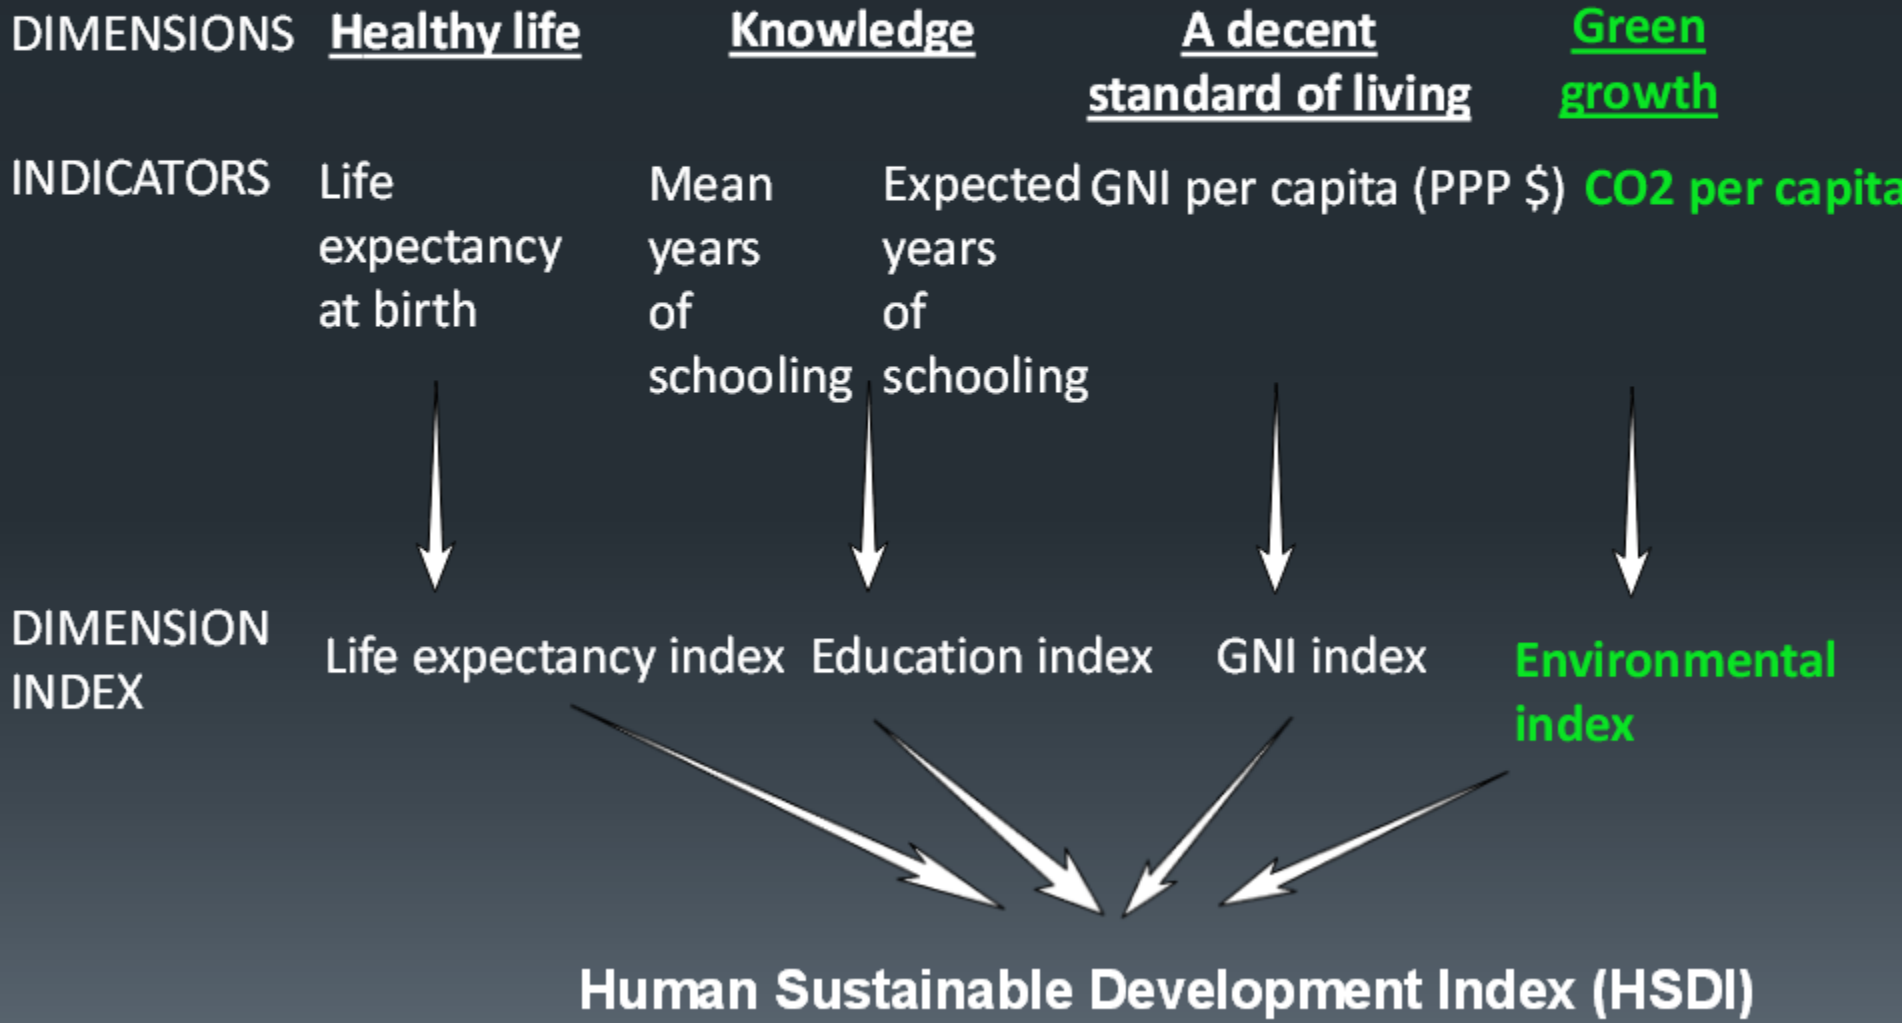 DIMENSIONS
Healthy life
Knowledge
A decent
standard of living
Green
growth
INDICATORS
Life
expectancy
at birth
Mean
years
of
schooling
Expected
years
of
schooling
GNI per capita (PPP $)
CO2 per capita
DIMENSION
INDEX
Life expectancy index
Education index
GNI index
Environmental
index
Human Sustainable Development Index (HSDI)